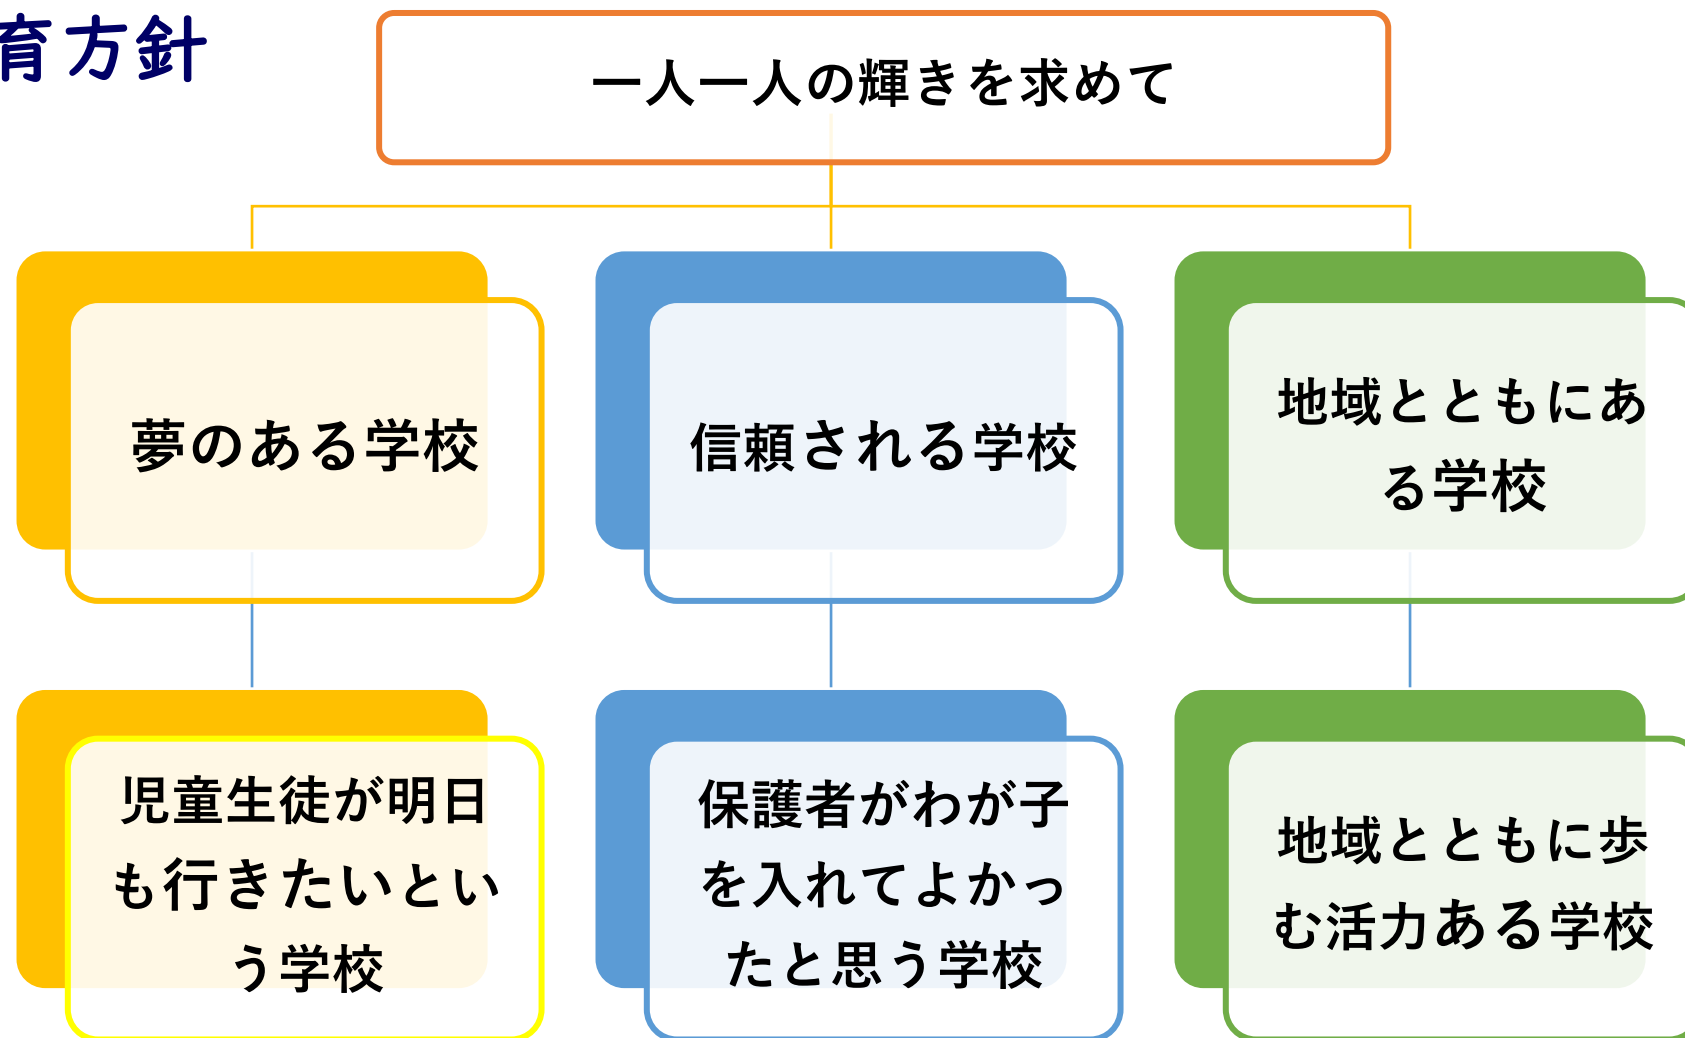 育方針
一人一人の輝きを求めて
夢のある学校
信頼される学校
地域とともにあ
る学校
児童生徒が明日
も行きたいとい
う学校
保護者がわが子
を入れてよかっ
たと思う学校
地域とともに歩
む活力ある学校